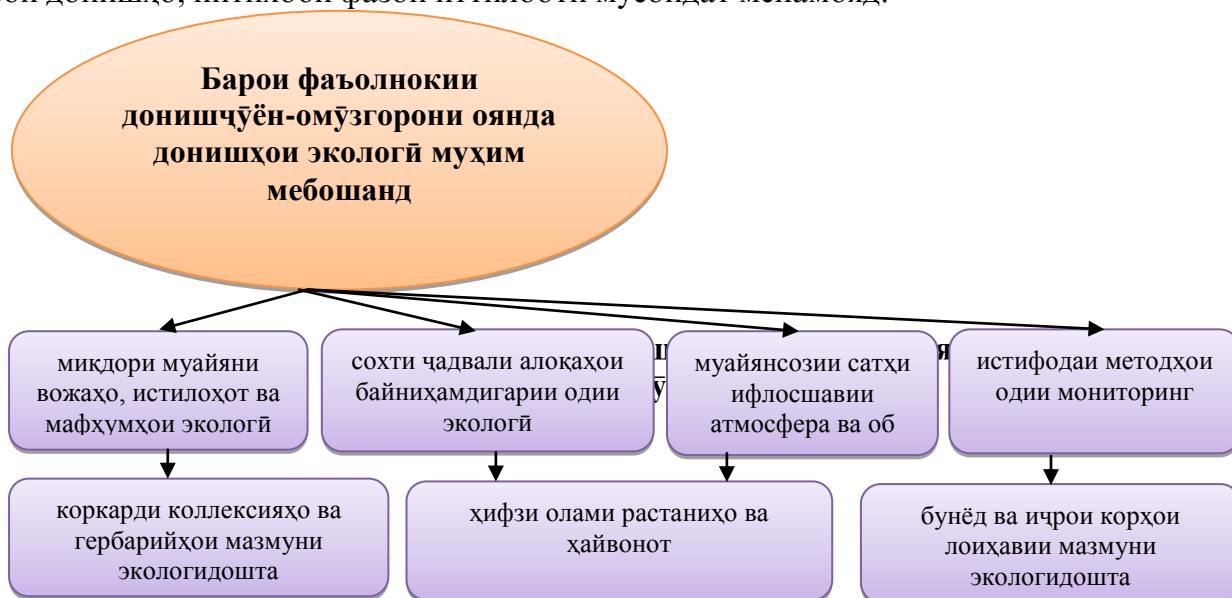 Барои фаъолнокии
донишҷӯён-омӯзгорони оянда
донишҳои экологӣ муҳим
мебошанд
миқдори муайяни
вожаҳо, истилоҳот ва
мафҳумҳои экологӣ
сохти ҷадвали алоқаҳои
байниҳамдигарии одии
экологӣ
муайянсозии сатҳи
ифлосшавии
атмосфера ва об
истифодаи методҳои
одии мониторинг
коркарди коллексияҳо ва
гербарийҳои мазмуни
экологидошта
ҳифзи олами растаниҳо ва
ҳайвонот
бунёд ва иҷрои корҳои
лоиҳавии мазмуни
экологидошта